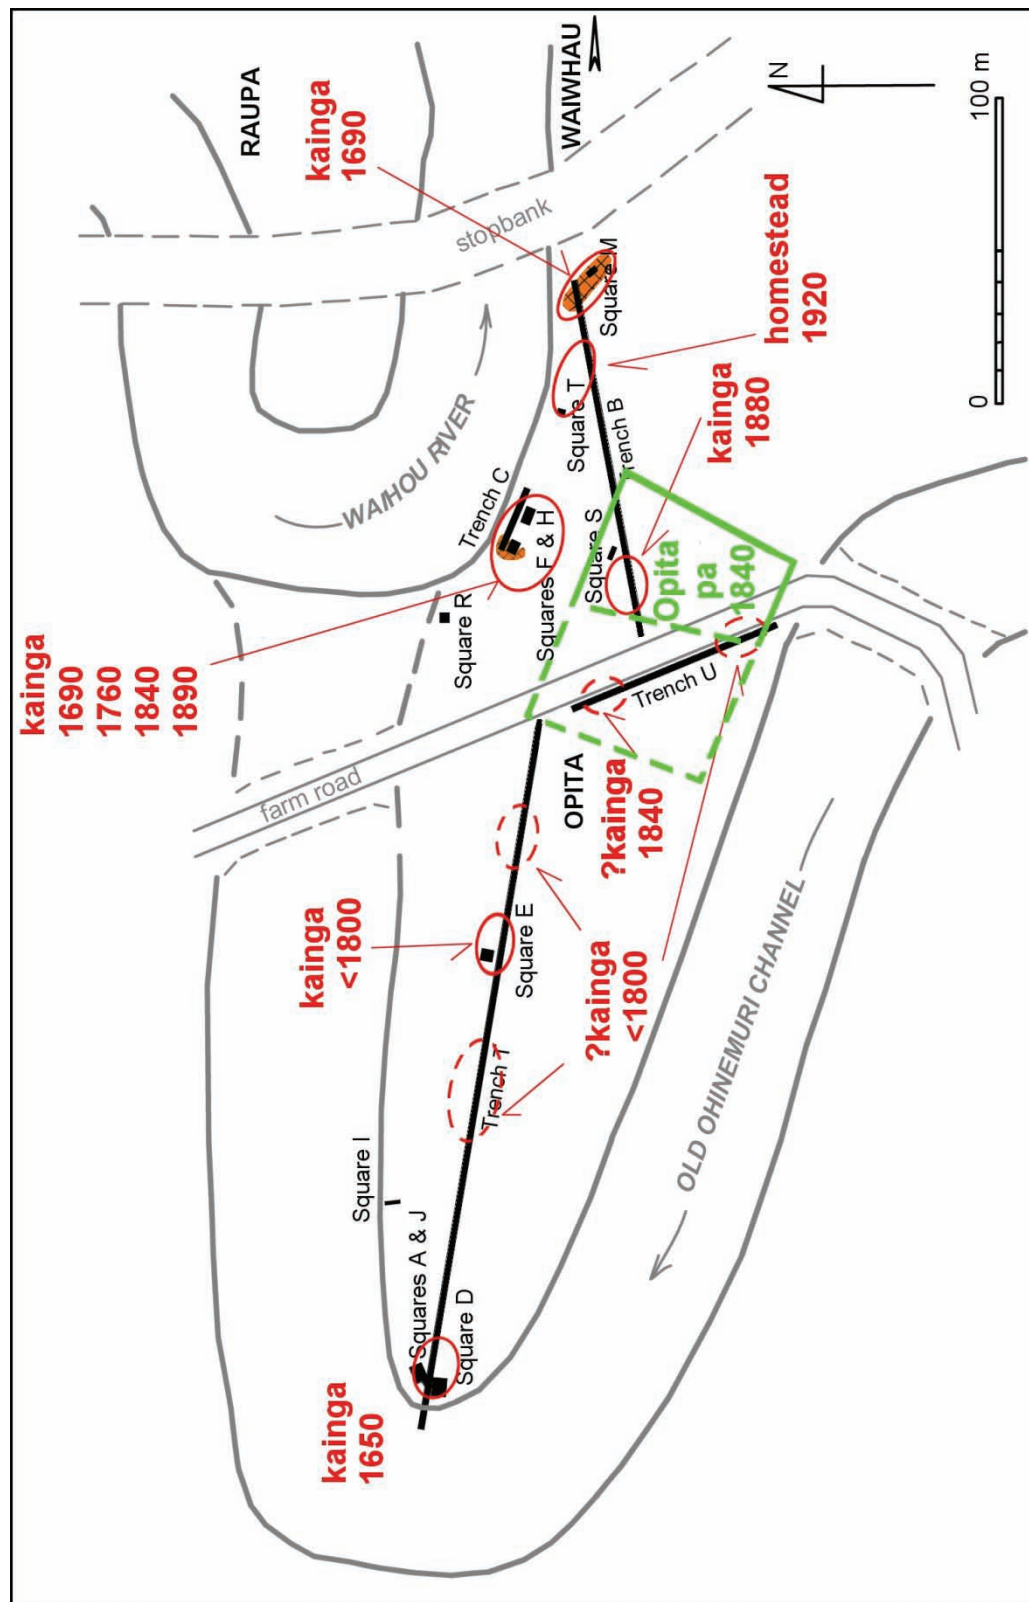 RAUPA
kainga
1690
WAIWHAU
N
100 m
0
stopbank
WAIHOU RIVER
Square M
homestead
1920
Square T
Trench B
kainga
1880
Trench C
Squares F & H
Square S
Opita
pa
1840
kainga
1690
1760
1840
1890
Square R
farm road
Trench U
OPITA
?kainga
1840
kainga
<1800
Square E
?kainga
<1800
Trench T
OLD OHINEMURI CHANNEL
Square I
Squares A & J
Square D
kainga
1650